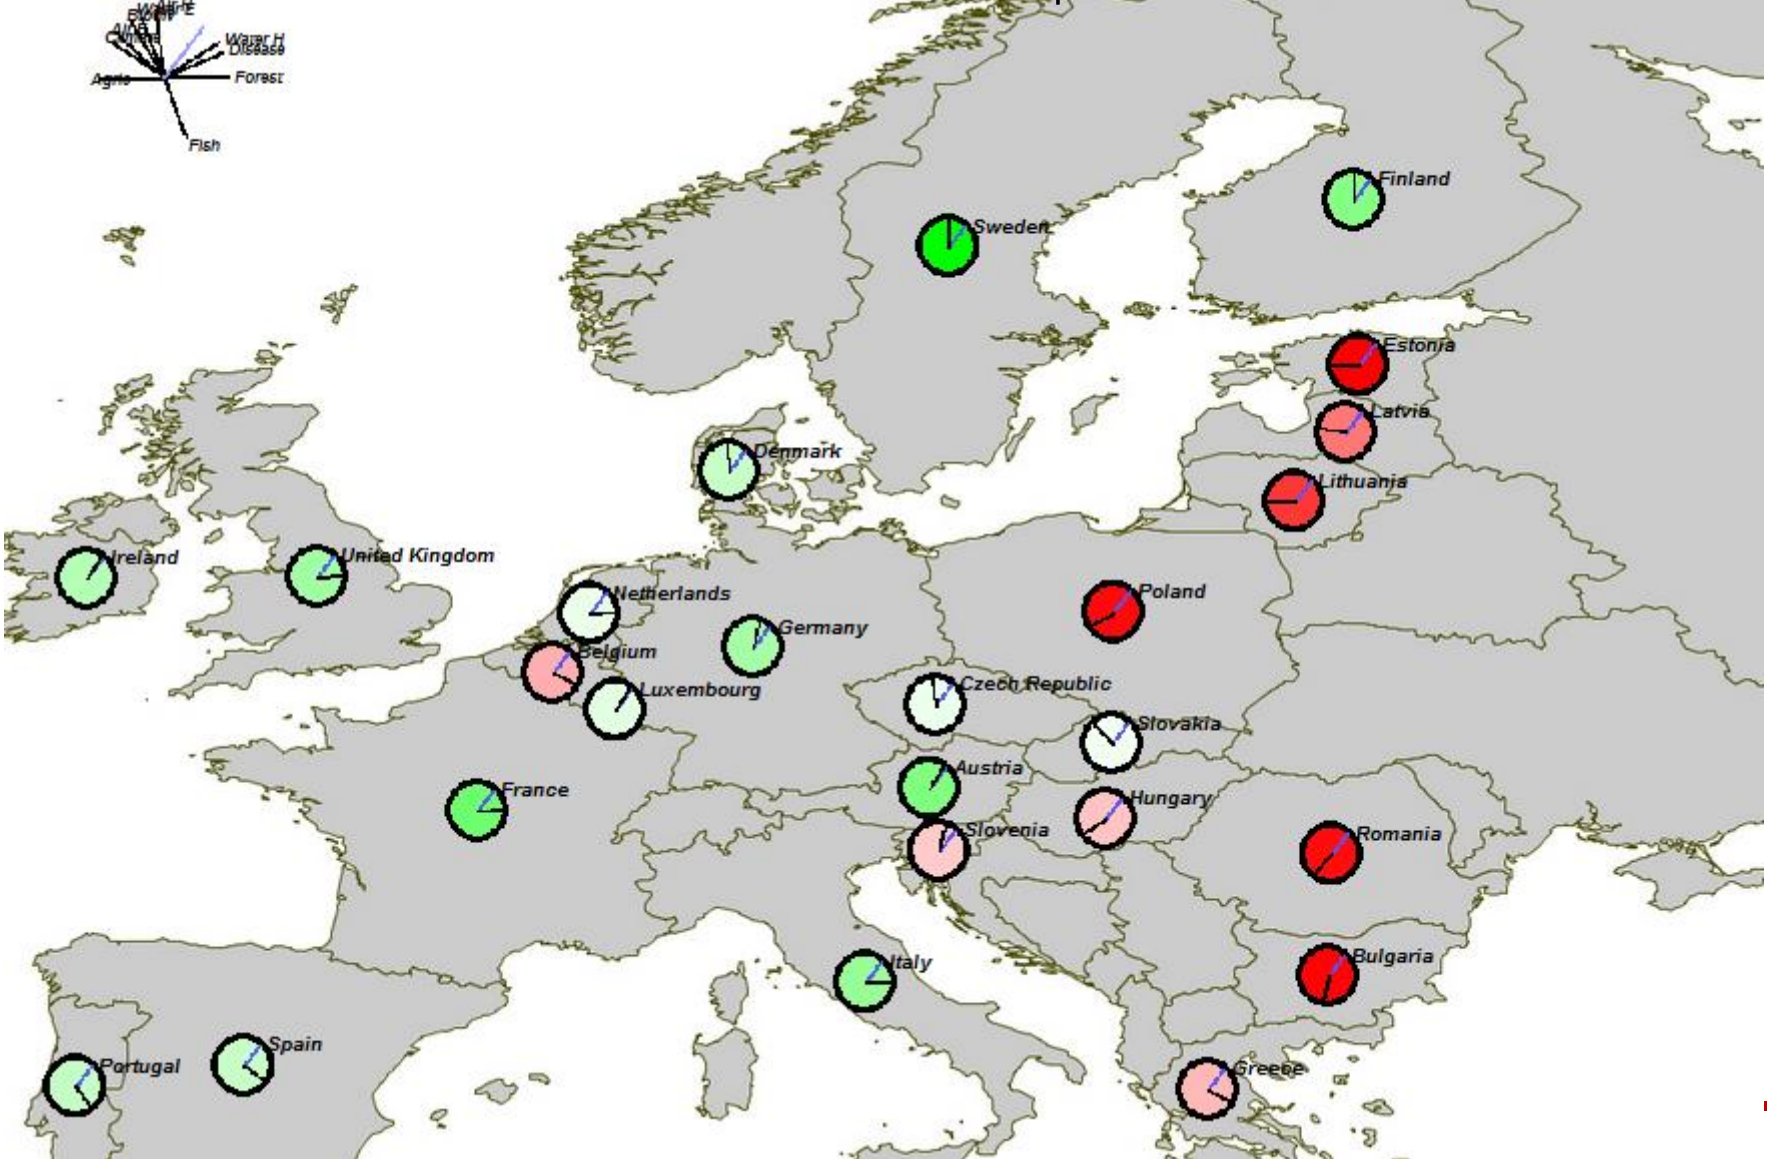 Water H
Disease
Agric
Forest
Fish
Finland
Sweden
Estonia
Latvia
Denmark
Lithuania
Ireland
United Kingdom
Netherlands
Poland
Germany
Belgium
Luxembourg
Czech Republic
Slovakia
Austria
France
Hungary
Slovenia
Romania
Italy
Bulgaria
Spain
Portugal
Greece